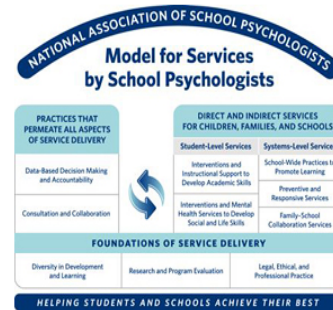 NATIONAL ASSOCIATION OF SCHOOL PSYCHOLOGISTS
Model for Services
by School Psychologists
PRACTICES THAT
PERMEATE ALL ASPECTS
OF SERVICE DELIVERY
Data-Based Decision Making
and Accountability
Consultation and Collaboration
DIRECT AND INDIRECT SERVICES
FOR CHILDREN, FAMILIES, AND SCHOOLS
Student-Level Services
Interventions and
Instructional Support to
Develop Academic Skills
Interventions and Mental
Health Services to Develop
Social and Life Skills
Systems-Level Services
School-Wide Practices to
Promote Learning
Preventive and
Responsive Services
Family-School
Collaboration Services
FOUNDATIONS OF SERVICE DELIVERY
Diversity in Development
and Learning
Research and Program Evaluation
Legal, Ethical, and
Professional Practice
HELPING STUDENTS AND SCHOOLS ACHIEVE THEIR BEST